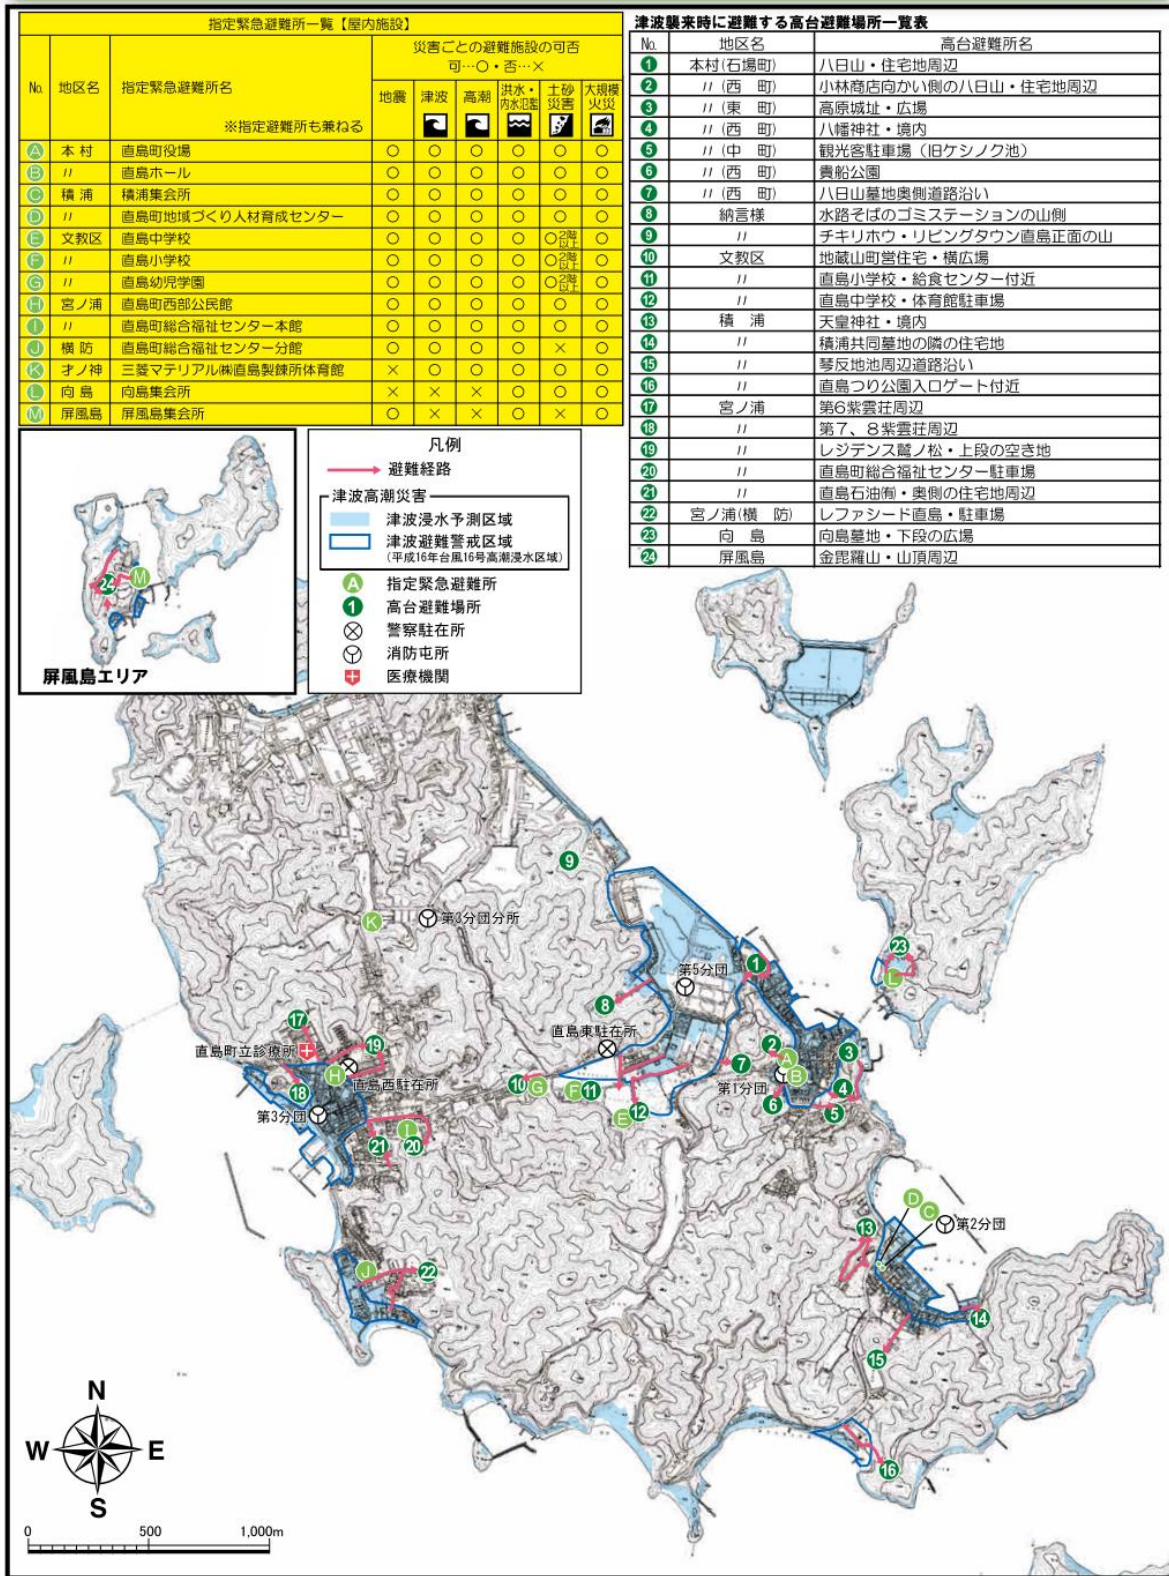 指定緊急避難所一覧【屋内施設】
No. 地区名 指定緊急避難所名 ※指定避難所も兼ねる 災害ごとの避難施設の可否
可…○・否…×
地震 津波 高潮 洪水・内水氾濫 土砂災害 大規模火災
A 本村 直島町役場 ○ ○ ○ ○ ○ ○
B 〃 直島ホール ○ ○ ○ ○ ○ ○
C 積浦 積浦集会所 ○ ○ ○ ○ ○ ○
D 〃 直島町地域づくり人材育成センター ○ ○ ○ ○ ○ ○
E 文教区 直島中学校 ○ ○ ○ ○ ○2階以上 ○
F 〃 直島小学校 ○ ○ ○ ○ ○2階以上 ○
G 〃 直島幼児学園 ○ ○ ○ ○ ○2階以上 ○
H 宮ノ浦 直島町西部公民館 ○ ○ ○ ○ ○ ○
I 〃 直島町総合福祉センター本館 ○ ○ ○ ○ ○ ○
J 横防 直島町総合福祉センター分館 ○ ○ ○ ○ × ○
K オノ神 三菱マテリアル㈱直島製錬所体育館 × ○ ○ ○ ○ ○
L 向島 向島集会所 × × × ○ ○ ○
M 屏風島 屏風島集会所 ○ × × ○ × ○
津波襲来時に避難する高台避難場所一覧表
No. 地区名 高台避難所名
1 本村(石場町) 八日山・住宅地周辺
2 〃(西 町) 小林商店向かい側の八日山・住宅地周辺
3 〃(東 町) 高原城址・広場
4 〃(西 町) 八幡神社・境内
5 〃(中 町) 観光客駐車場（旧ケシノク池）
6 〃(西 町) 貴船公園
7 〃(西 町) 八日山墓地奥側道路沿い
8 納言様 水路そばのゴミステーションの山側
9 〃 チキリホウ・リビングタウン直島正面の山
10 文教区 地蔵山町営住宅・横広場
11 〃 直島小学校・給食センター付近
12 〃 直島中学校・体育館駐車場
13 積 浦 天皇神社・境内
14 〃 積浦共同墓地の隣の住宅地
15 〃 琴反地池周辺道路沿い
16 〃 直島つり公園入口ゲート付近
17 宮ノ浦 第6紫雲荘周辺
18 〃 第7、8紫雲荘周辺
19 〃 レジデンス鷲ノ松・上段の空き地
20 〃 直島町総合福祉センター駐車場
21 〃 直島石油㈲・奥側の住宅地周辺
22 宮ノ浦(横 防) レファシード直島・駐車場
23 向 島 向島墓地・下段の広場
24 屏風島 金毘羅山・山頂周辺
24
M
屏風島エリア
凡例
避難経路
津波高潮災害
津波浸水予測区域
津波避難警戒区域
(平成16年台風16号高潮浸水区域)
A 指定緊急避難所
1 高台避難場所
警察駐在所
消防屯所
医療機関
9
K
第3分団分所
23
L
1
第5分団
8
直島東駐在所
17
直島町立診療所
19
H
直島西駐在所
18
第3分団
10
G
F
11
E
12
7
2
A
B
第1分団
6
3
4
5
21
I
20
D
C
第2分団
13
J
22
14
15
16
N
W
E
S
0 500 1,000m